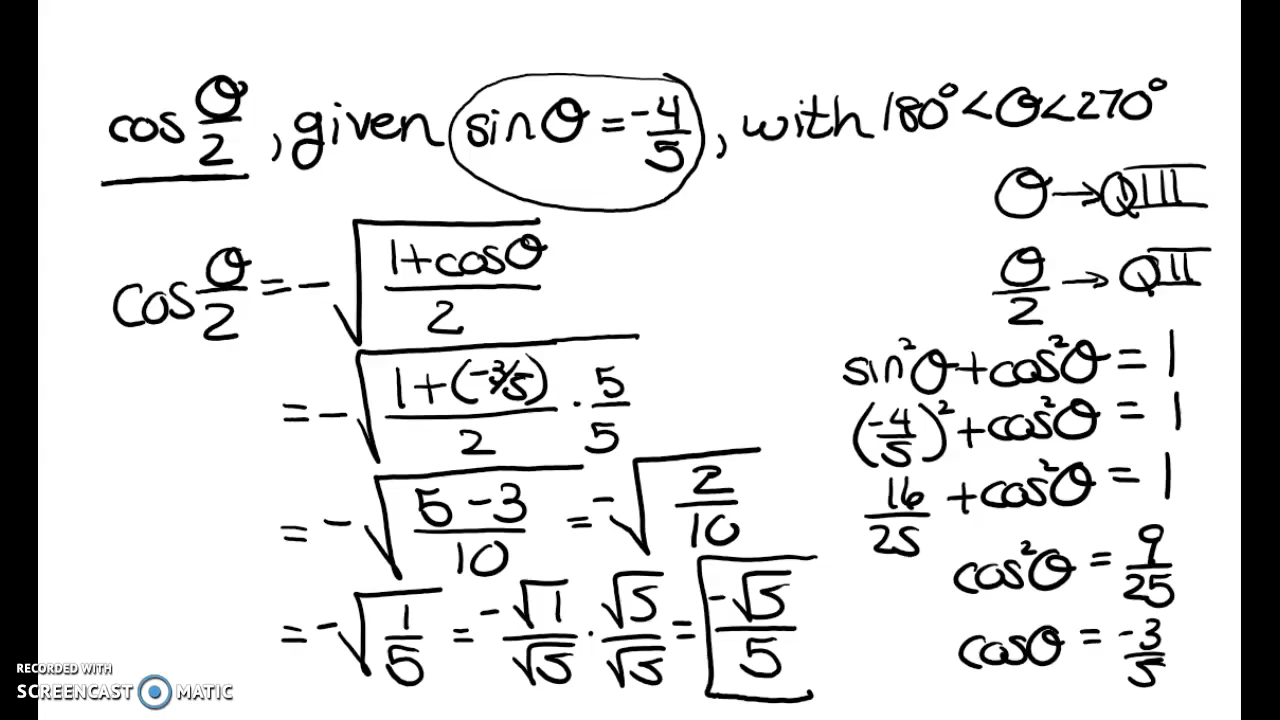 cos θ/2, given sin θ = -4/5, with 180° < θ < 270°
θ → QIII
θ/2 → QII
cos θ/2 = -√((1+cosθ)/2)
= -√((1+(-3/5))/2 · 5/5)
= -√((5-3)/10) = -√(2/10)
= -√(1/5) = -√1/√5 · √5/√5 = -√5/5
sin²θ + cos²θ = 1
(-4/5)² + cos²θ = 1
16/25 + cos²θ = 1
cos²θ = 9/25
cosθ = -3/5
RECORDED WITH
SCREENCAST MATIC